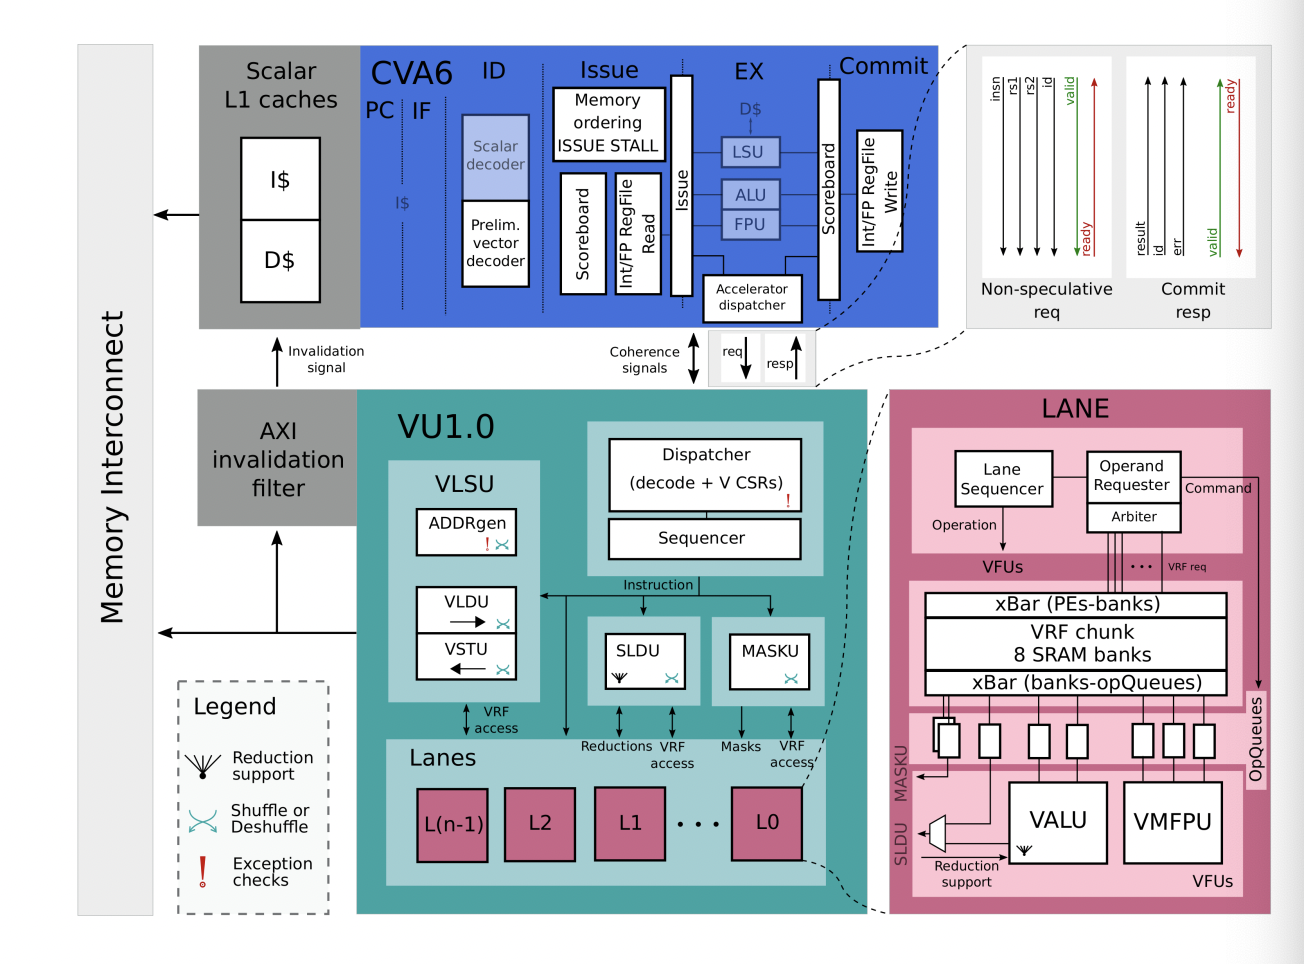 Memory Interconnect
Scalar
L1 caches
I$
D$
CVA6
PC
IF
I$
ID
Scalar
decoder
Prelim.
vector
decoder
Issue
Memory
ordering
ISSUE STALL
Scoreboard
Int/FP RegFile
Read
Issue
EX
D$
LSU
ALU
FPU
Accelerator
dispatcher
Scoreboard
Commit
Int/FP RegFile
Write
insn
rs1
rs2
id
valid
ready
Non-speculative
req
result
id
err
valid
ready
Commit
resp
Invalidation
signal
Coherence
signals
req
resp
AXI
invalidation
filter
VU1.0
VLSU
ADDRgen
!
VLDU
VSTU
Dispatcher
(decode + V CSRs)
!
Sequencer
Instruction
SLDU
MASKU
VRF
access
Reductions
VRF
access
Masks
VRF
access
Lanes
L(n-1)
L2
L1
L0
Legend
Reduction
support
Shuffle or
Deshuffle
!
Exception
checks
LANE
Lane
Sequencer
Operand
Requester
Arbiter
Command
Operation
VFUs
VRF req
xBar (PEs-banks)
VRF chunk
8 SRAM banks
xBar (banks-opQueues)
OpQueues
MASKU
SLDU
VALU
VMFPU
Reduction
support
VFUs